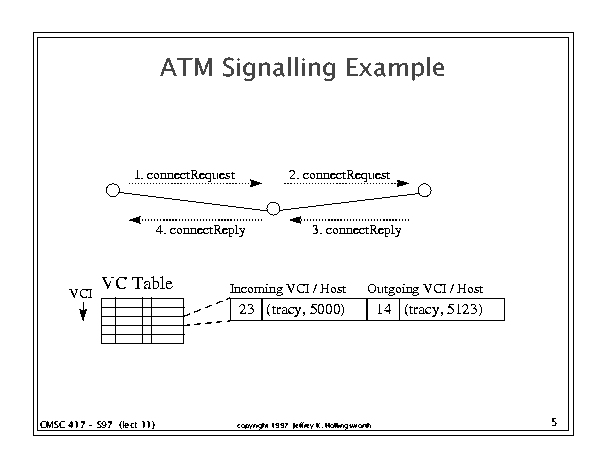 ATM Signalling Example
1. connectRequest
2. connectRequest
4. connectReply
3. connectReply
VC Table
VCI
Incoming VCI / Host
Outgoing VCI / Host
23 (tracy, 5000) 14 (tracy, 5123)
CMSC 417 - S97 (lect 11)
copyright 1997 Jeffrey K. Hollingsworth
5